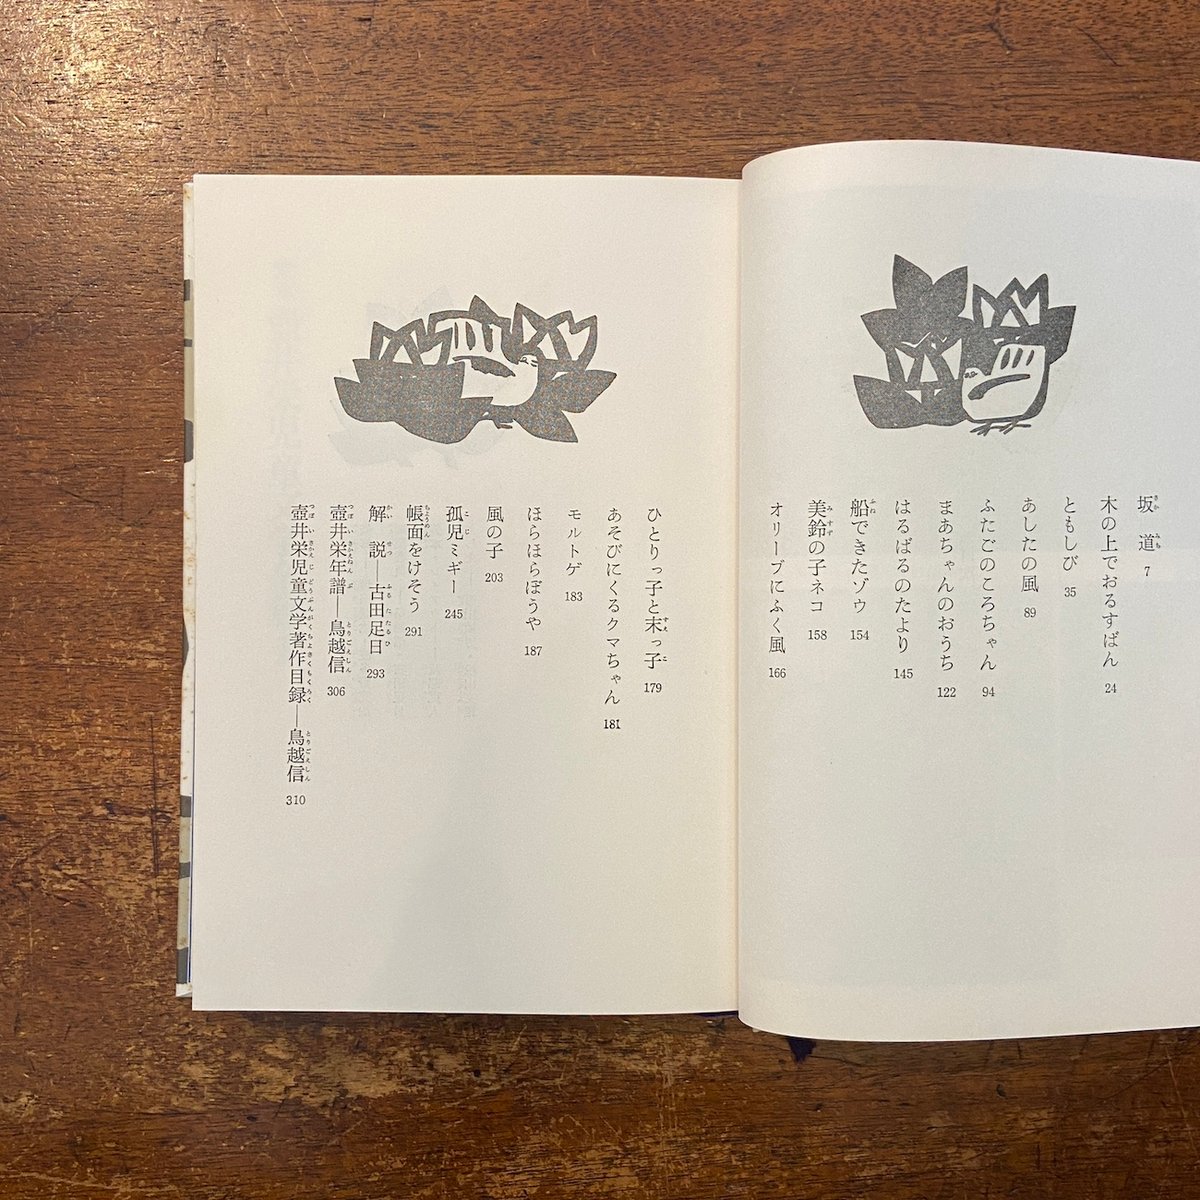 坂道 7
木の上でおるすばん 24
ともしび 35
あしたの風 89
ふたごのころちゃん 94
まあちゃんのおうち 122
はるばるのたより 145
船できたゾウ 154
美鈴の子ネコ 158
オリーブにふく風 166
ひとりっ子と末っ子 179
あそびにくるクマちゃん 181
モルトゲ 183
ほらほらぼうや 187
風の子 203
孤児ミギー 245
帳面をけそう 291
解説——古田足日 293
壺井栄年譜——鳥越信 306
壺井栄児童文学著作目録——鳥越信 310